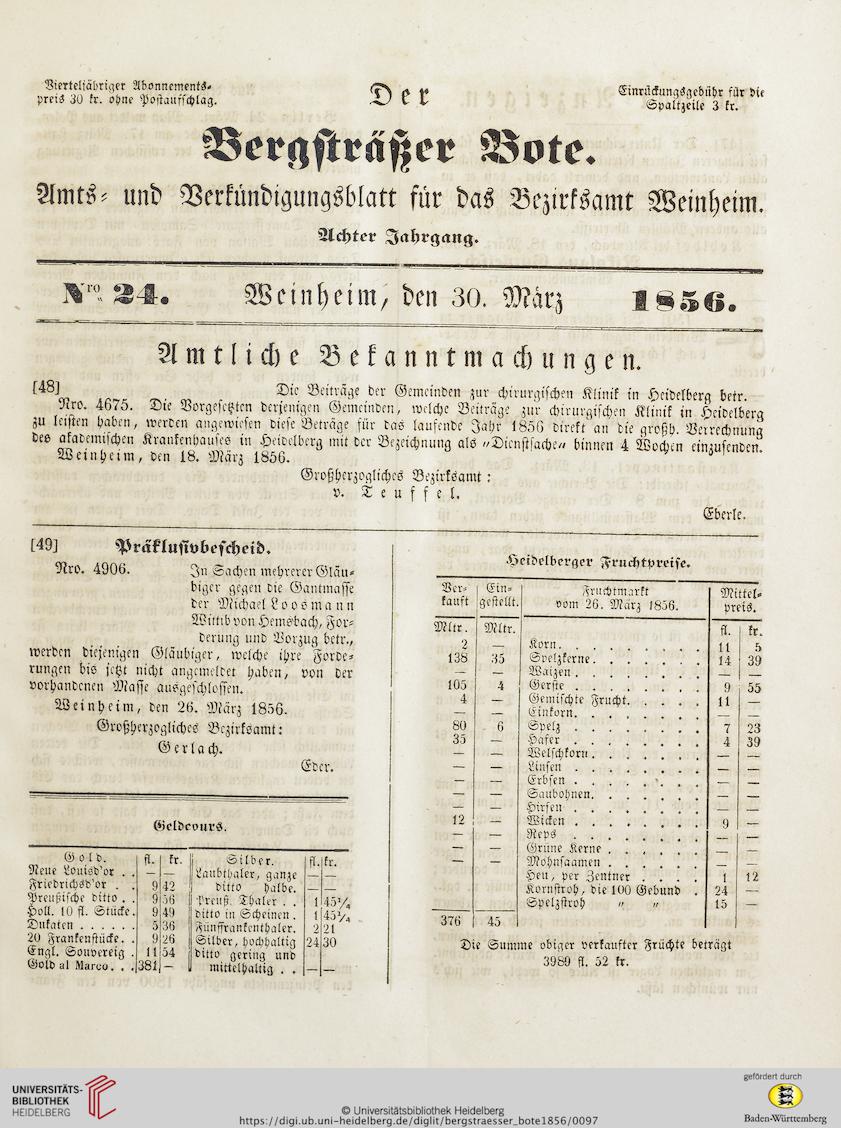 Vierteljähriger Abonnements-
preis 30 kr. ohne Postaufschlag.
Der
Einrückungsgebühr für die
Spaltzeile 3 kr.
Bergsträßer Bote.
Amts- und Verkündigungsblatt für das Bezirksamt Weinheim.
Achter Jahrgang.
Nro. 24. Weinheim, den 30. März 1856.
Amtliche Bekanntmachungen.
[48] Die Beiträge der Gemeinden zur chirurgischen Klinik in Heidelberg betr.
Nro. 4675. Die Vorgesetzten derjenigen Gemeinden, welche Beiträge zur chirurgischen Klinik in Heidelberg
zu leisten haben, werden angewiesen diese Beträge für das laufende Jahr 1856 direkt an die großh. Verrechnung
des akademischen Krankenhauses in Heidelberg mit der Bezeichnung als "Dienstsache" binnen 4 Wochen einzusenden.
Weinheim, den 18. März 1856.
Großherzogliches Bezirksamt:
v. Teuffel.
Eberle.
[49] Präklusivbescheid.
Nro. 4906. In Sachen mehrerer Gläu-
biger gegen die Gantmasse
der Michael Loosmann
Wittib von Hemsbach, For-
derung und Vorzug betr.,
werden diejenigen Gläubiger, welche ihre Forde-
rungen bis jetzt nicht angemeldet haben, von der
vorhandenen Masse ausgeschlossen.
Weinheim, den 26. März 1856.
Großherzogliches Bezirksamt:
Gerlach.
Eder.
Geldcours.
Gold. fl. kr. Silber. fl. kr.
Neue Louisd'or . . — — Laubthaler, ganze — —
Friedrichsd'or . . 9 42 ditto halbe. — —
Preußische ditto . . 9 56 Preuß. Thaler . . 1 45¼
Holl. 10 fl. Stücke. 9 49 ditto in Scheinen . 1 45¼
Dukaten . . . . . . 5 36 Fünffrankenthaler. 2 21
20 Frankenstücke. . 9 26 Silber, hochhaltig 24 30
Engl. Souvereig . 11 54 ditto gering und
Gold al Marco. . . 381 — mittelhaltig . . — —
Heidelberger Fruchtpreise.
Ver-
kauft Ein-
gestellt. Fruchtmarkt
vom 26. März 1856. Mittel-
preis.
Mltr. Mltr. fl. kr.
2 — Korn. . . . . . . . 11 5
138 35 Spelzkerne. . . . . . . 14 39
— — Waizen . . . . . . . — —
105 4 Gerste . . . . . . . 9 55
4 — Gemischte Frucht. . . . . 11 —
— — Einkorn. . . . . . . . — —
80 6 Spelz . . . . . . . 7 23
35 — Hafer . . . . . . . 4 39
— — Welschkorn . . . . . . — —
— — Linsen . . . . . . . — —
— — Erbsen . . . . . . . — —
— — Saubohnen. . . . . . . — —
— — Hirsen . . . . . . . — —
12 — Wicken . . . . . . . 9 —
— — Reps . . . . . . . — —
— — Grüne Kerne . . . . . . — —
— — Mohnsaamen . . . . . . — —
Heu, per Zentner . . . . 1 12
Kornstroh, die 100 Gebund . 24 —
Spelzstroh " " 15 —
376 45
Die Summe obiger verkaufter Früchte beträgt
3989 fl. 52 kr.
UNIVERSITÄTS-
BIBLIOTHEK
HEIDELBERG
© Universitätsbibliothek Heidelberg
https://digi.ub.uni-heidelberg.de/diglit/bergstraesser_bote1856/0097
gefördert durch
Baden-Württemberg